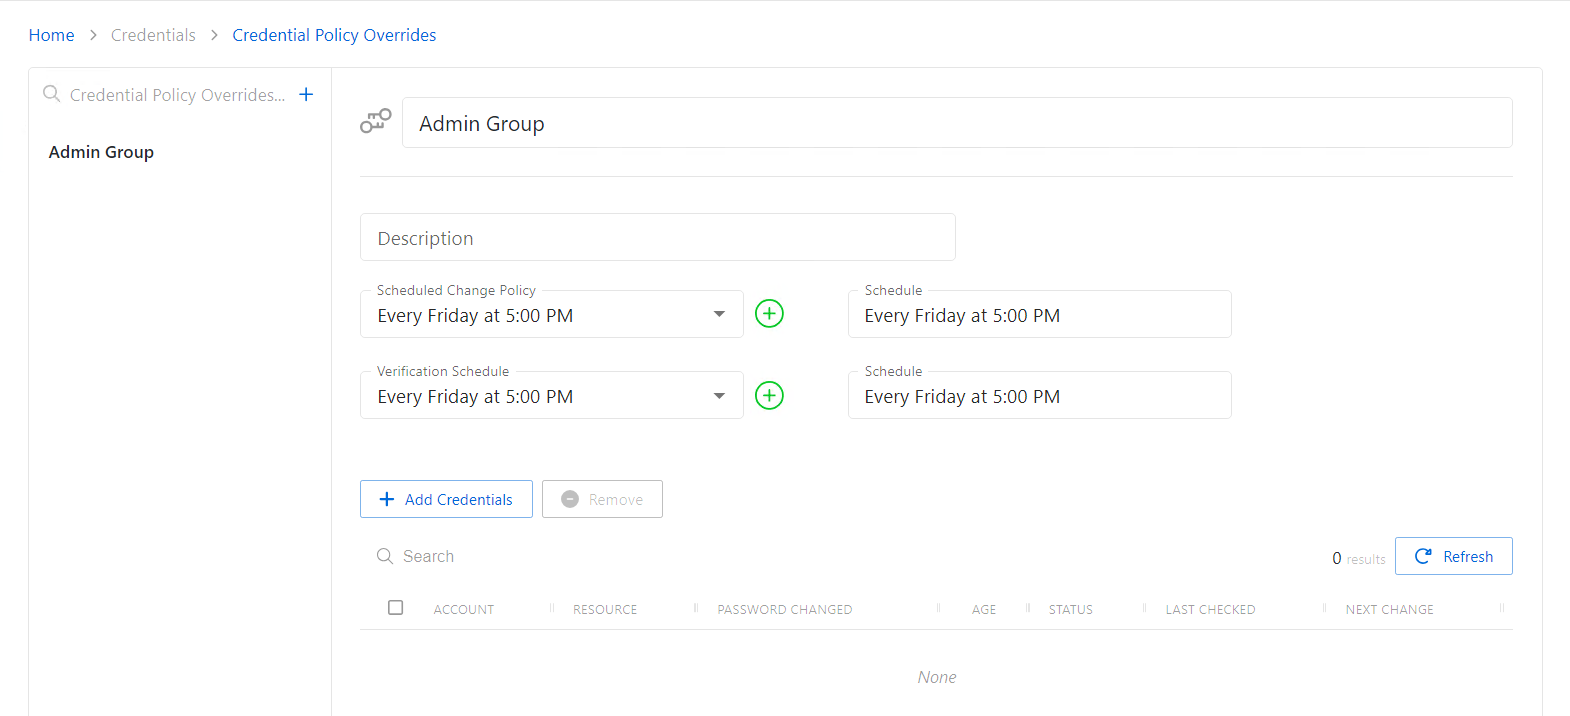 Home > Credentials > Credential Policy Overrides
Credential Policy Overrides... +
Admin Group
Admin Group
Description
Scheduled Change Policy
Every Friday at 5:00 PM
Schedule
Every Friday at 5:00 PM
Verification Schedule
Every Friday at 5:00 PM
Schedule
Every Friday at 5:00 PM
+ Add Credentials
Remove
Search
0 results
Refresh
ACCOUNT RESOURCE PASSWORD CHANGED AGE STATUS LAST CHECKED NEXT CHANGE
None